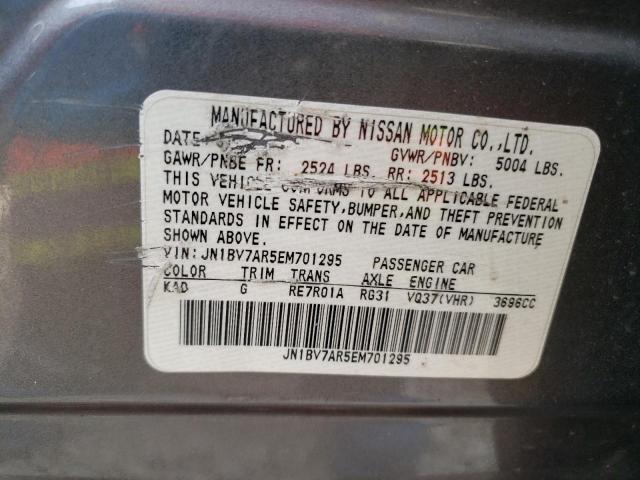 MANUFACTURED BY NISSAN MOTOR CO.,LTD.
DATE GVWR/PNBV: 5004 LBS.
GAWR/PNBE FR: 2524 LBS. RR: 2513 LBS.
THIS VEHICLE CONFORMS TO ALL APPLICABLE FEDERAL
MOTOR VEHICLE SAFETY,BUMPER,AND THEFT PREVENTION
STANDARDS IN EFFECT ON THE DATE OF MANUFACTURE
SHOWN ABOVE.
VIN: JN1BV7AR5EM701295 PASSENGER CAR
COLOR TRIM TRANS AXLE ENGINE
KAD G RE7R01A RG31 VQ37(VHR) 3696CC
JN1BV7AR5EM701295